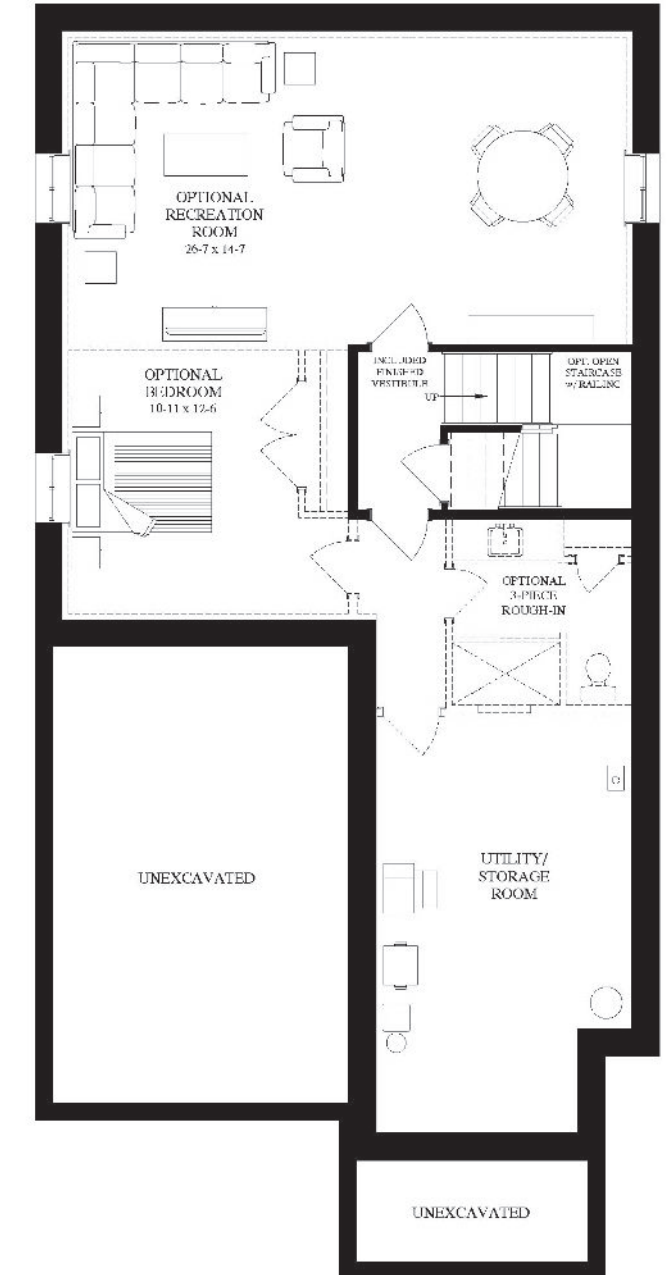 OPTIONAL
RECREATION
ROOM
26-7 x 14-7
OPTIONAL
BEDROOM
10-11 x 12-6
INCLUDED
FINISHED
VESTIBULE
UP
OPT. OPEN
STAIRCASE
w/ RAILING
OPTIONAL
3-PIECE
ROUGH-IN
UNEXCAVATED
UTILITY/
STORAGE
ROOM
UNEXCAVATED